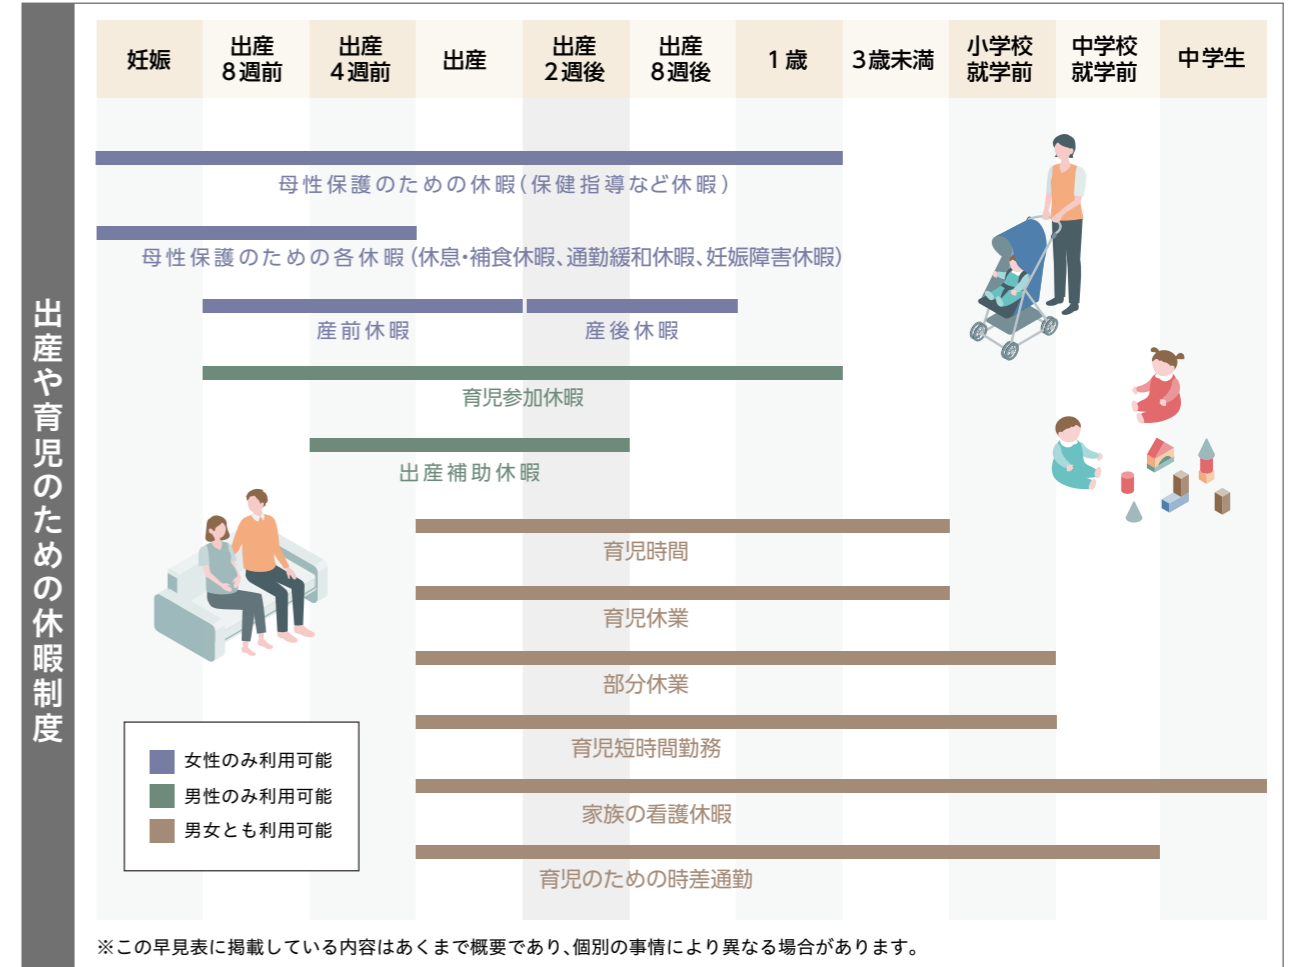 出産や育児のための休暇制度
妊娠
出産
8週前
出産
4週前
出産
出産
2週後
出産
8週後
1歳
3歳未満
小学校
就学前
中学校
就学前
中学生
母性保護のための休暇(保健指導など休暇)
母性保護のための各休暇(休息・補食休暇、通勤緩和休暇、妊娠障害休暇)
産前休暇
産後休暇
育児参加休暇
出産補助休暇
育児時間
育児休業
部分休業
育児短時間勤務
家族の看護休暇
育児のための時差通勤
女性のみ利用可能
男性のみ利用可能
男女とも利用可能
※この早見表に掲載している内容はあくまで概要であり、個別の事情により異なる場合があります。